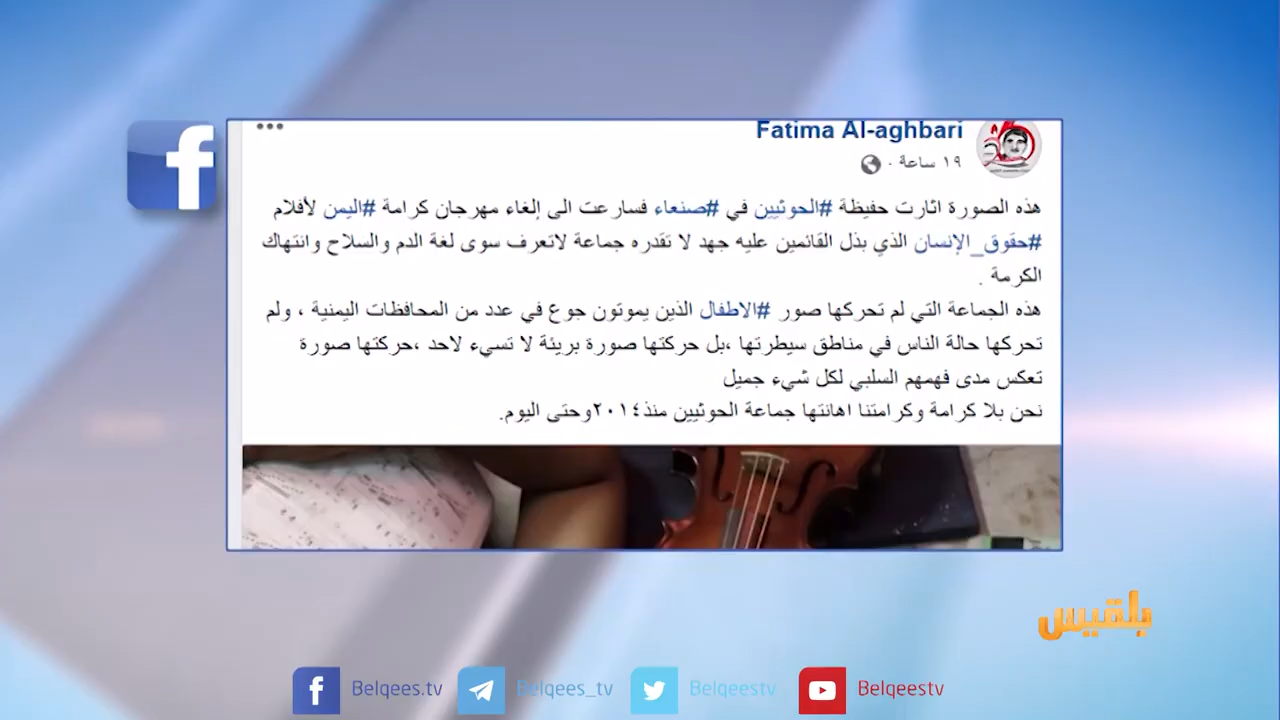 Fatima Al-aghbari
١٩ ساعة ·
هذه الصورة اثارت حفيظة #الحوثيين في #صنعاء فسارعت الى إلغاء مهرجان كرامة #اليمن لأفلام
#حقوق_الإنسان الذي بذل القائمين عليه جهد لا تقدره جماعة لاتعرف سوى لغة الدم والسلاح وانتهاك
الكرمة .
هذه الجماعة التي لم تحركها صور #الاطفال الذين يموتون جوع في عدد من المحافظات اليمنية ، ولم
تحركها حالة الناس في مناطق سيطرتها ،بل حركتها صورة بريئة لا تسيء لاحد ،حركتها صورة
تعكس مدى فهمهم السلبي لكل شيء جميل
نحن بلا كرامة وكرامتنا اهانتها جماعة الحوثيين منذ٢٠١٤وحتى اليوم.
بلقيس
Belqees.tv
Belqees_tv
Belqeestv
Belqeestv